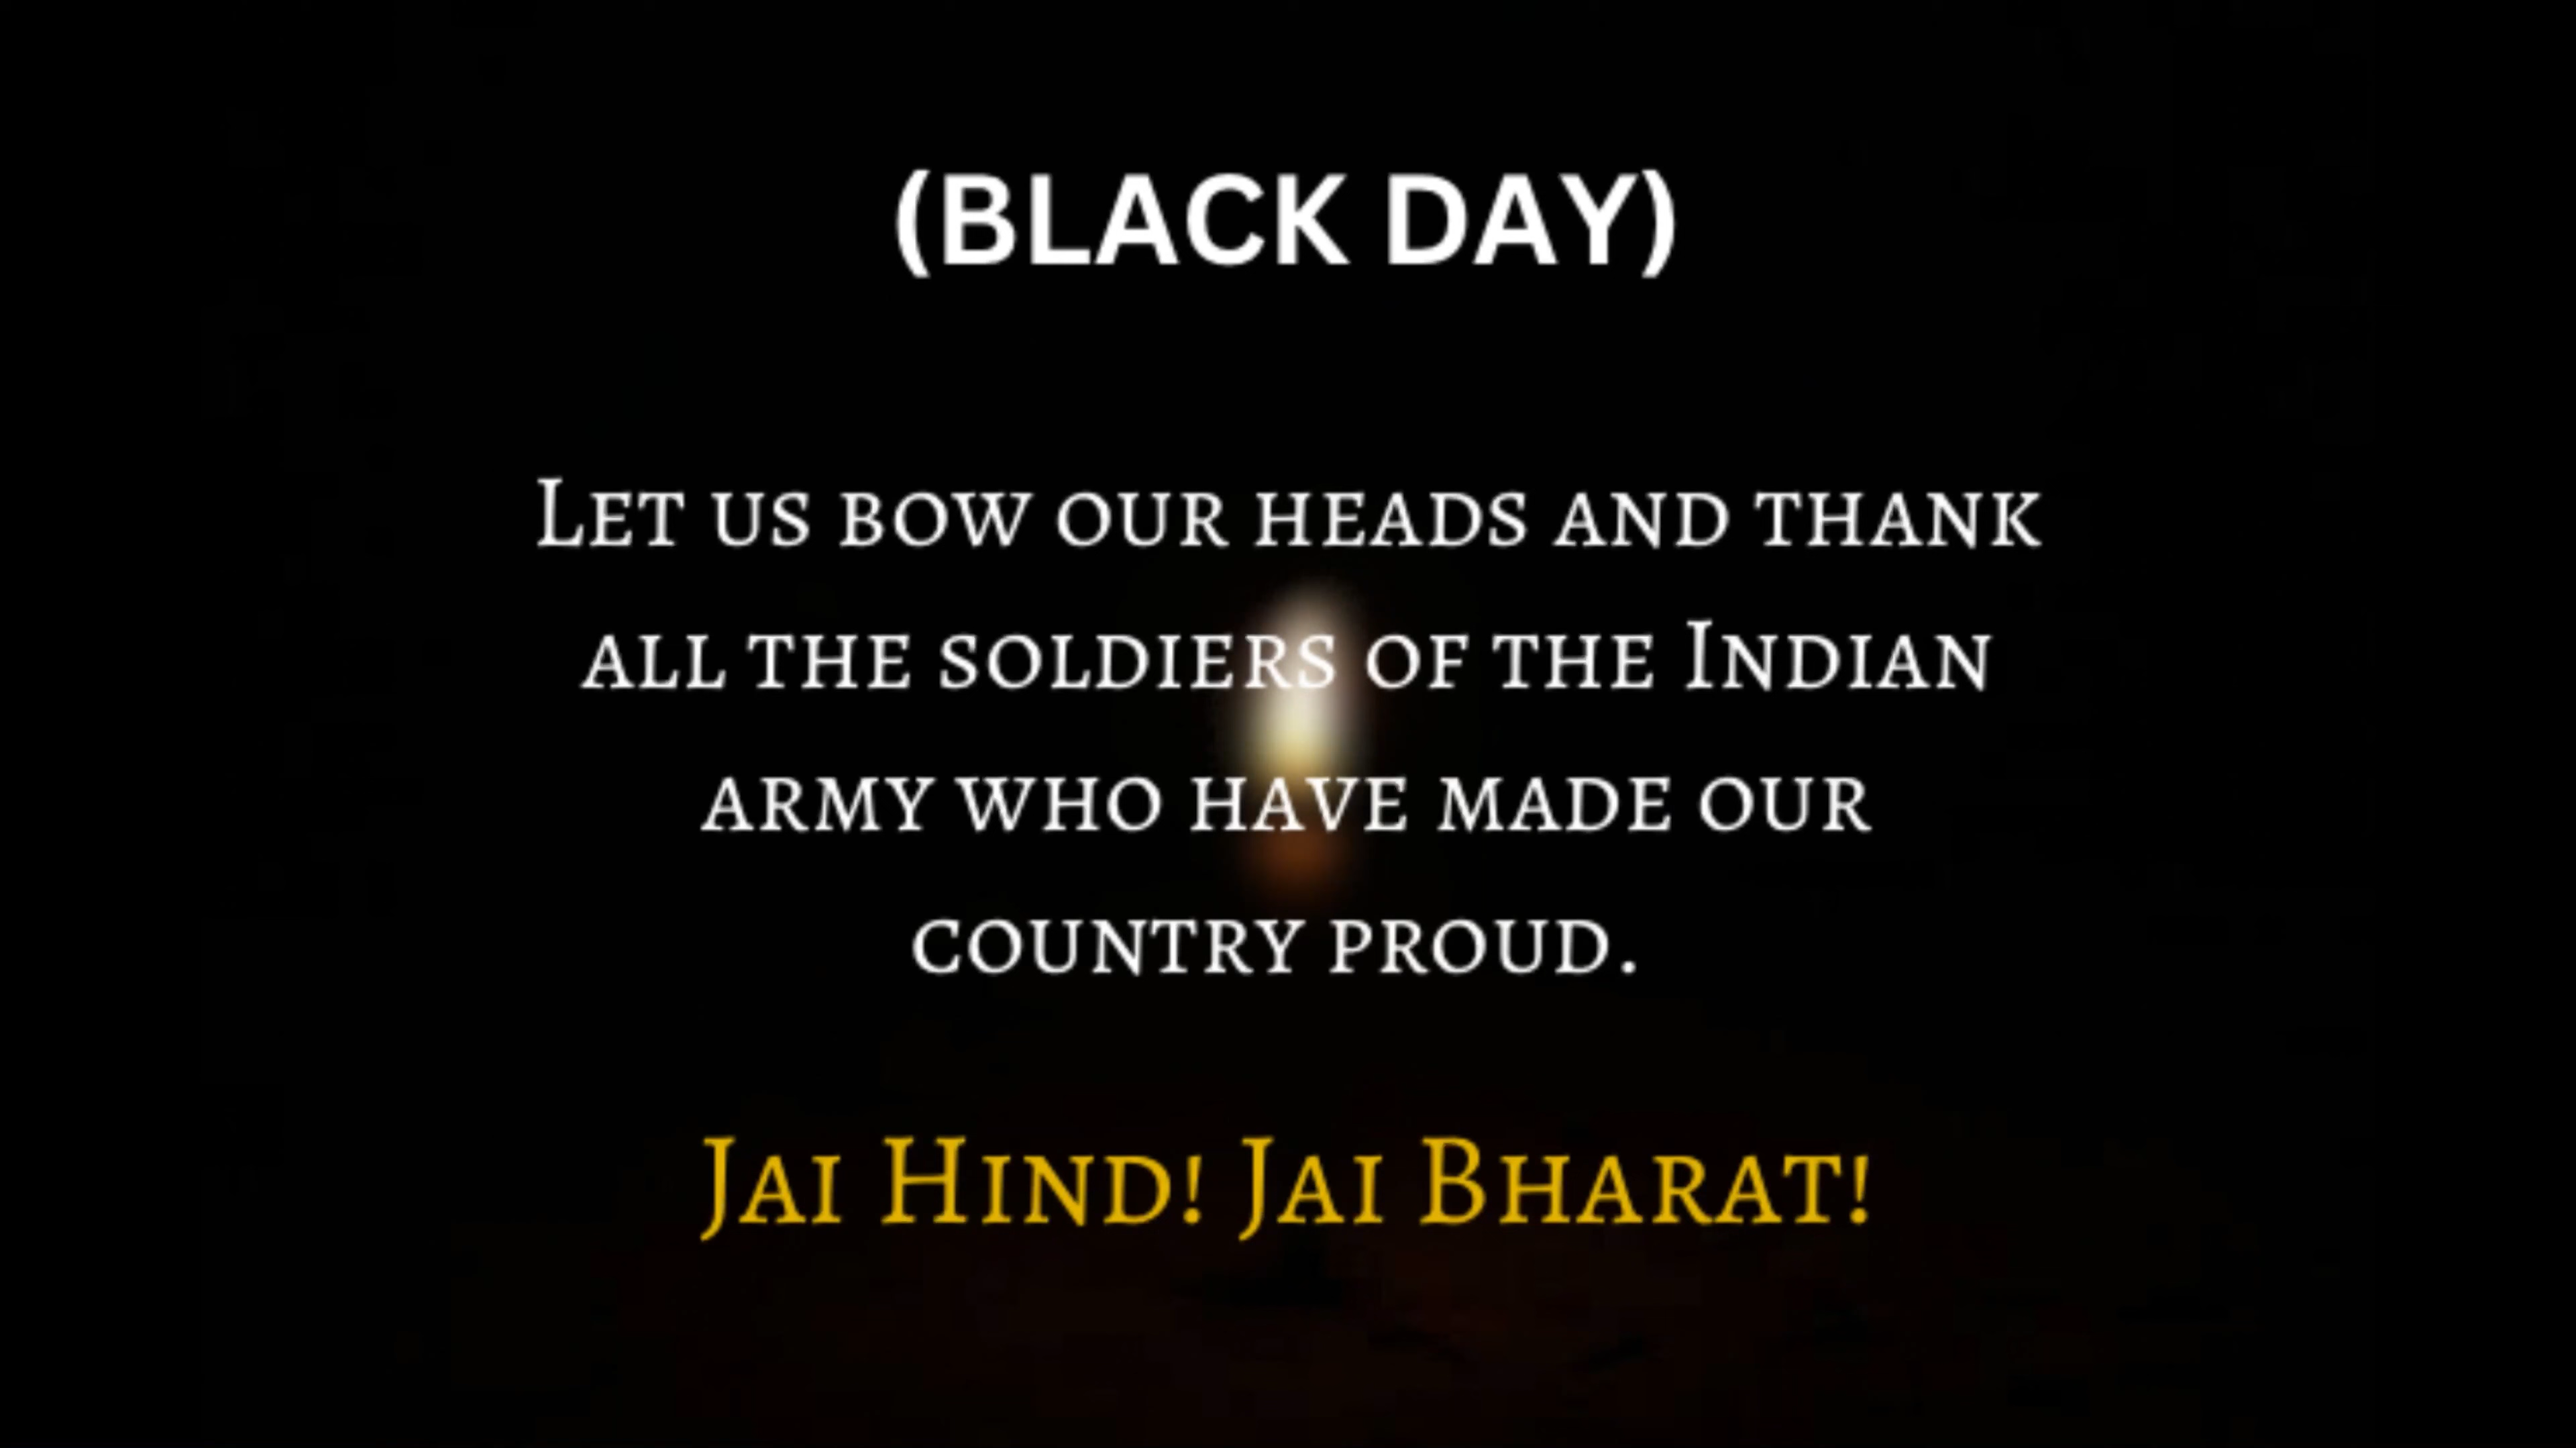 (BLACK DAY)
Let us bow our heads and thank
all the soldiers of the Indian
army who have made our
country proud.
Jai Hind! Jai Bharat!